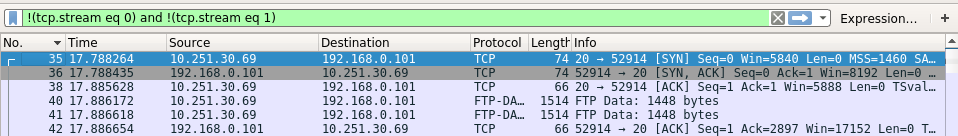 !(tcp.stream eq 0) and !(tcp.stream eq 1) Expression… +
No. Time Source Destination Protocol Length Info
35 17.788264 10.251.30.69 192.168.0.101 TCP 74 20 → 52914 [SYN] Seq=0 Win=5840 Len=0 MSS=1460 SA…
36 17.788435 192.168.0.101 10.251.30.69 TCP 74 52914 → 20 [SYN, ACK] Seq=0 Ack=1 Win=8192 Len=0 …
38 17.885628 10.251.30.69 192.168.0.101 TCP 66 20 → 52914 [ACK] Seq=1 Ack=1 Win=5888 Len=0 TSval…
40 17.886172 10.251.30.69 192.168.0.101 FTP-DA… 1514 FTP Data: 1448 bytes
41 17.886618 10.251.30.69 192.168.0.101 FTP-DA… 1514 FTP Data: 1448 bytes
42 17.886654 192.168.0.101 10.251.30.69 TCP 66 52914 → 20 [ACK] Seq=1 Ack=2897 Win=17152 Len=0 T…